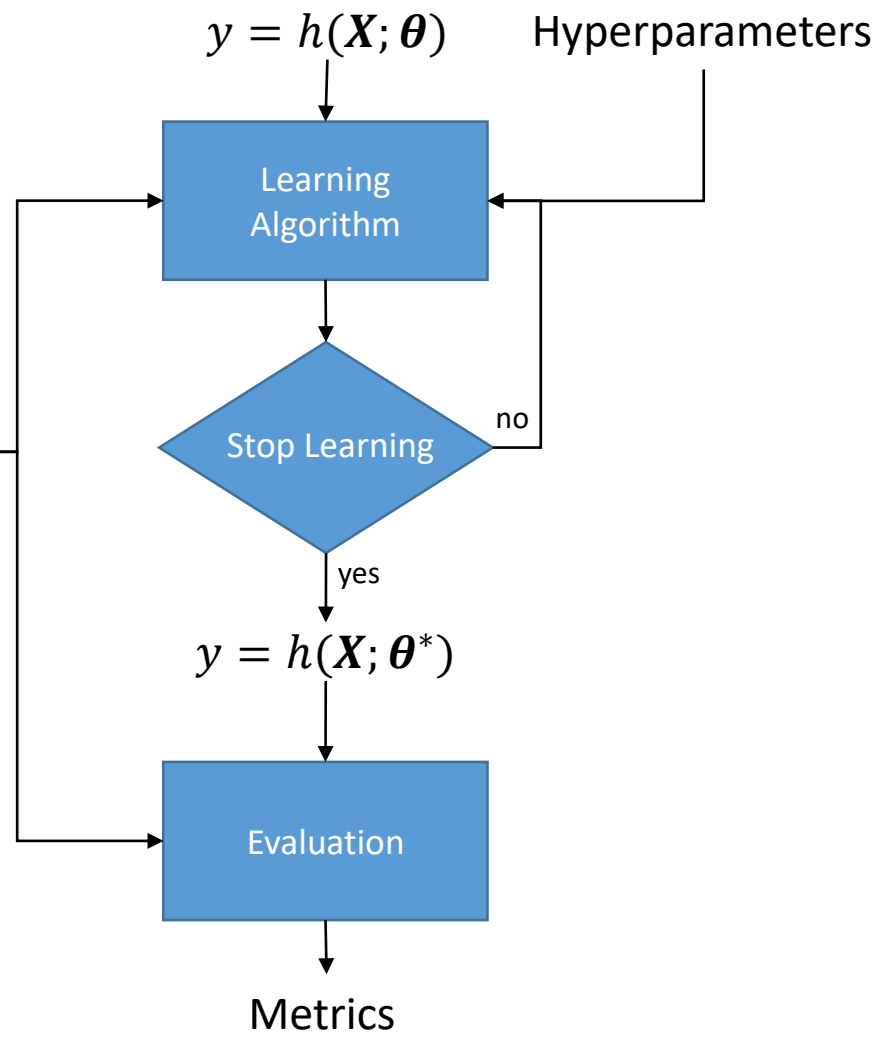 y = h(X; θ)
Hyperparameters
Learning
Algorithm
Stop Learning
no
yes
y = h(X; θ*)
Evaluation
Metrics